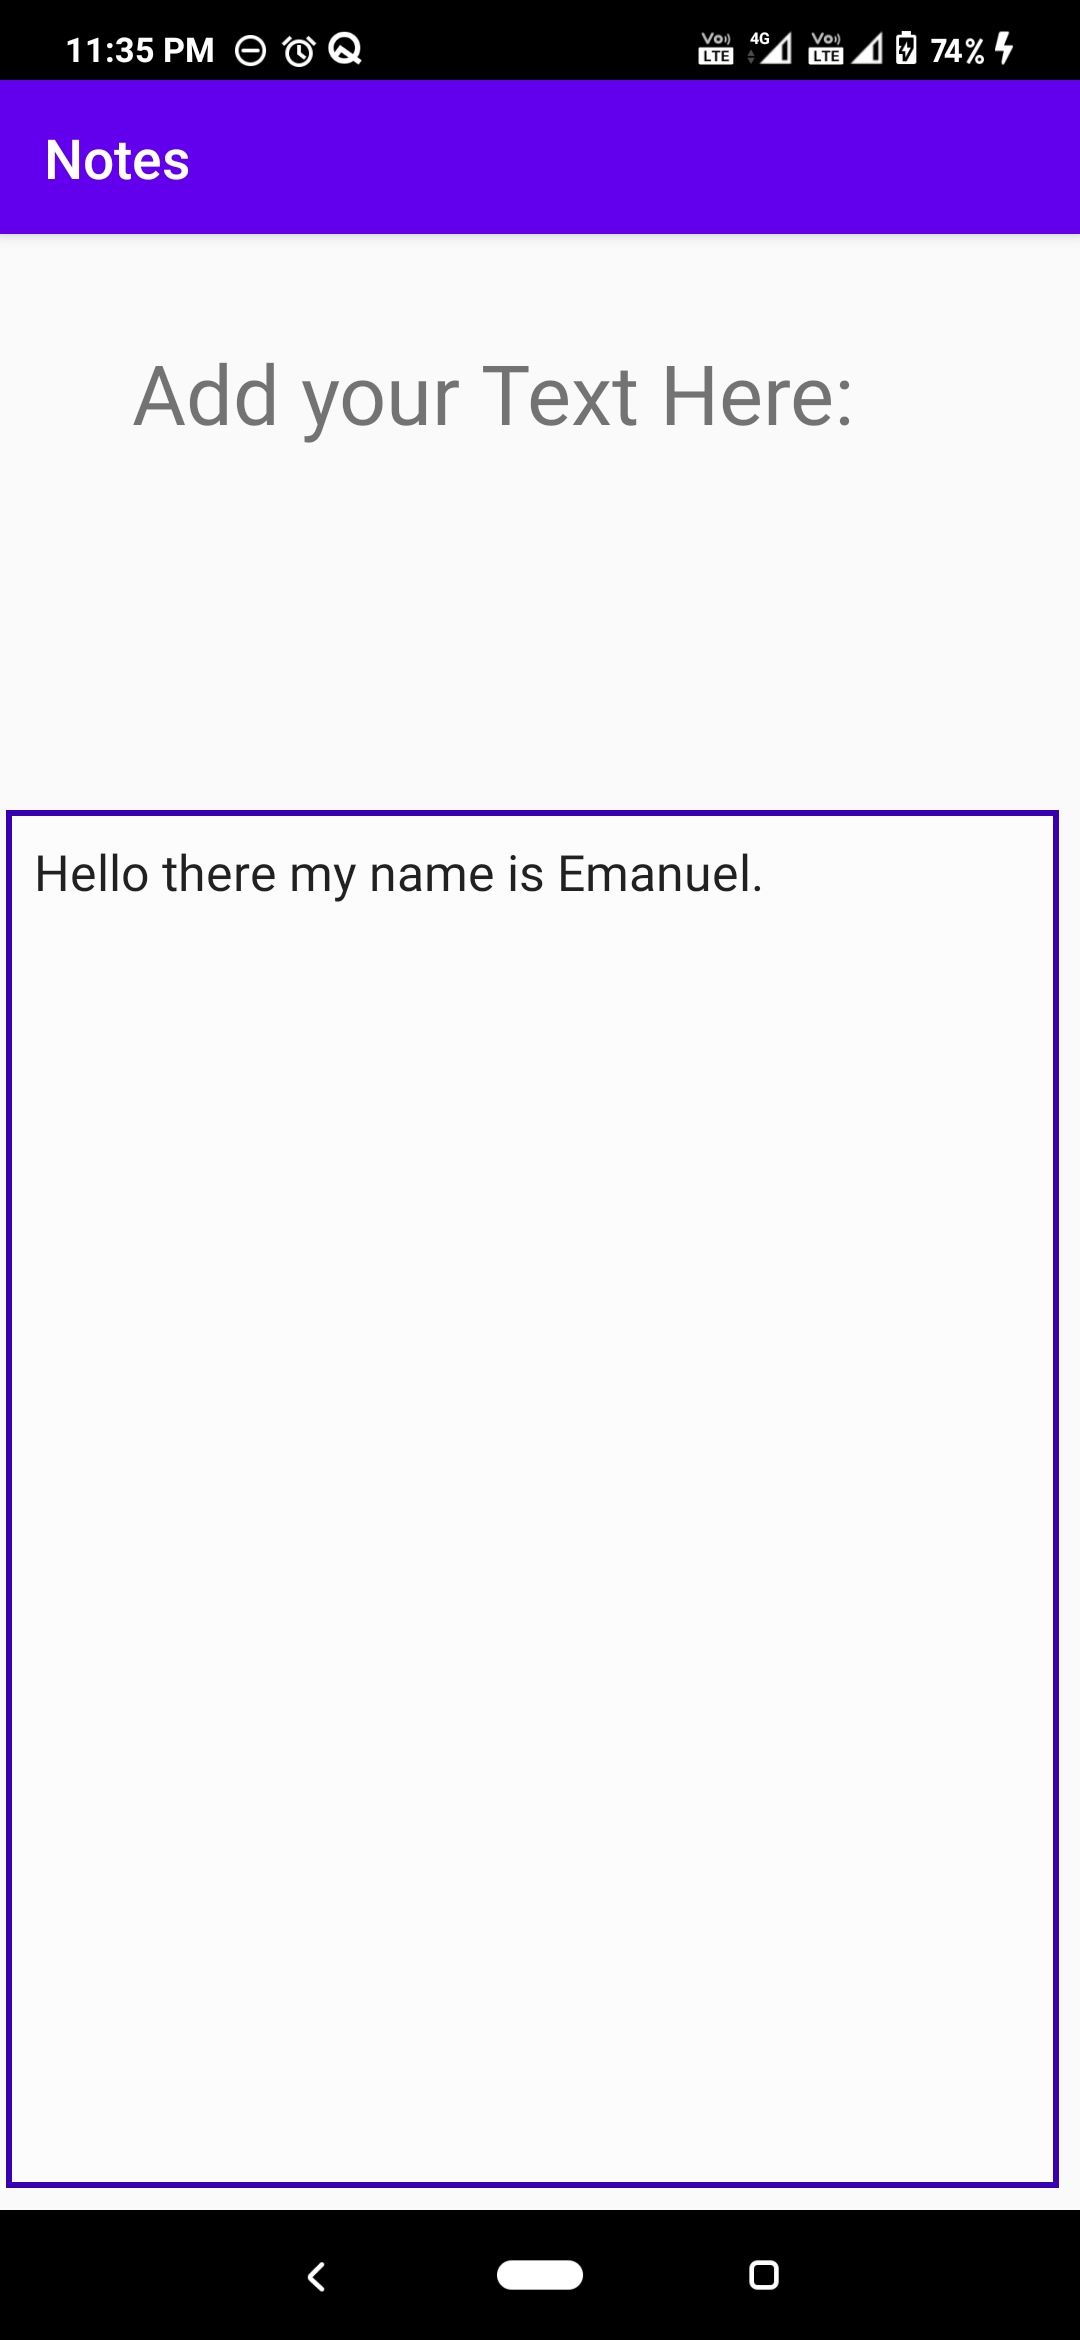 11:35 PM
Vo)) LTE 4G Vo)) LTE 74%
Notes
Add your Text Here:
Hello there my name is Emanuel.